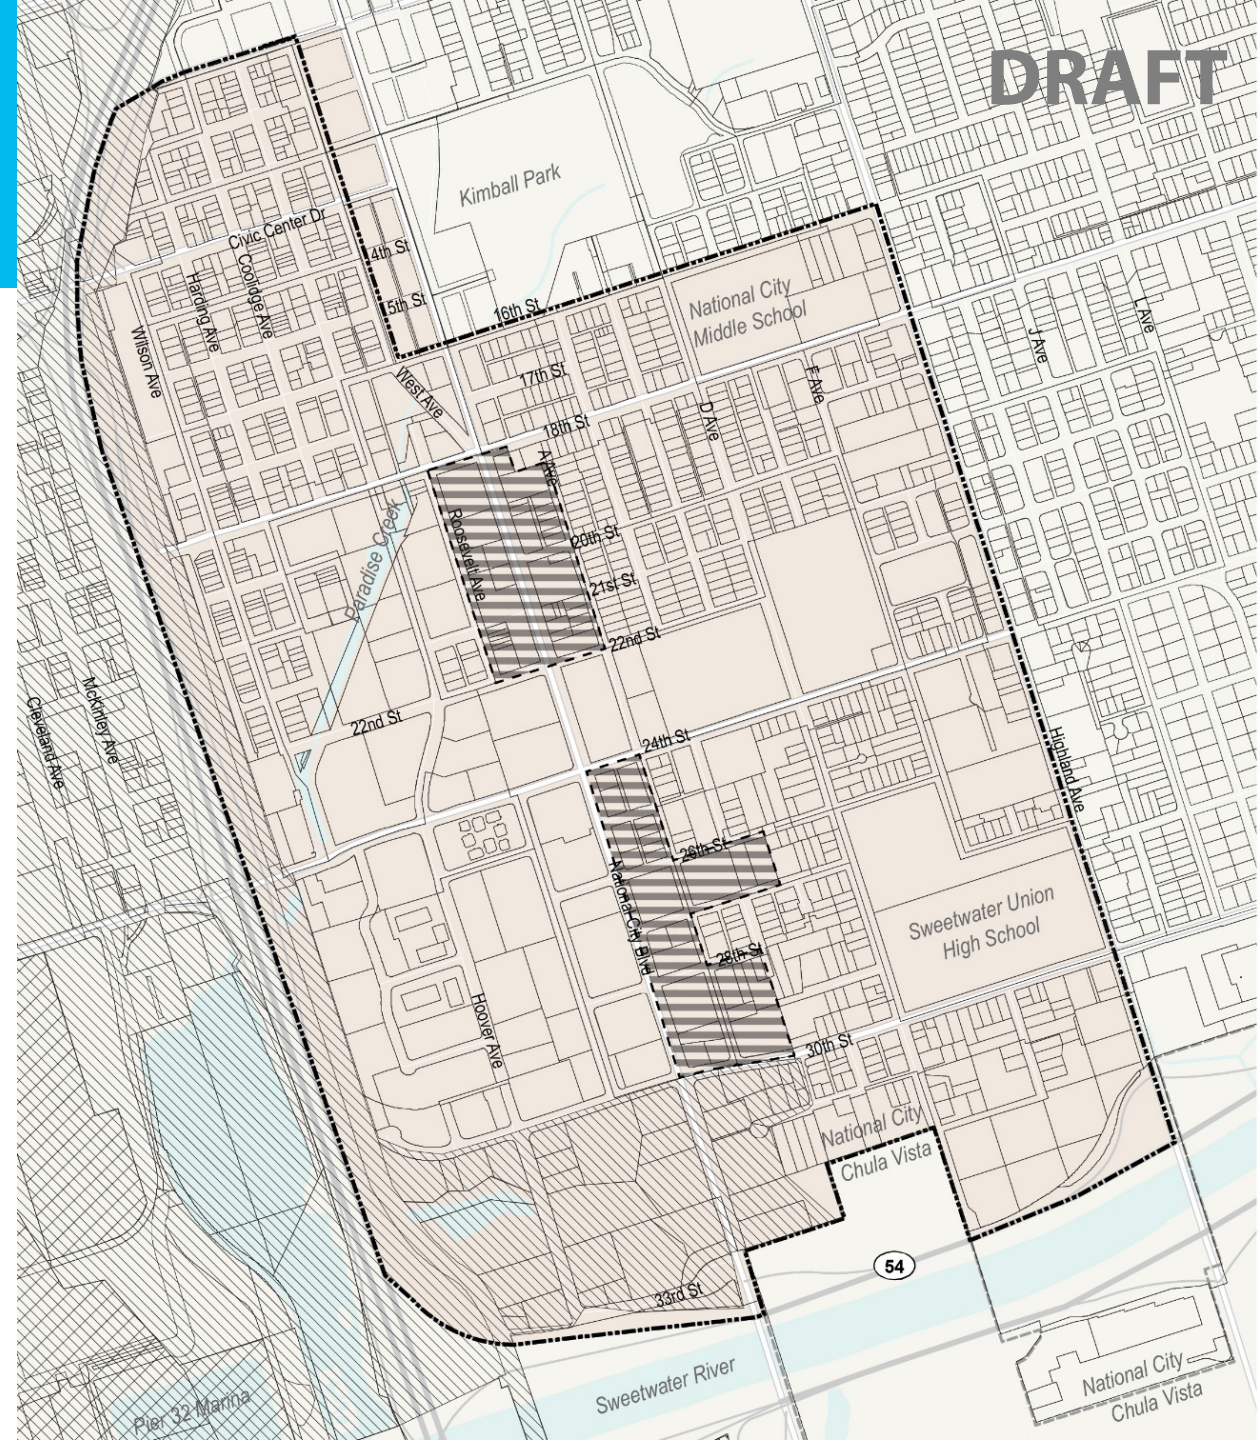 DRAFT
Kimball Park
Civic Center Dr
4th St
Coolidge Ave
Harding Ave
5th St
16th St
National City
Middle School
Wilson Ave
L Ave
J Ave
17th St
West Ave
F Ave
D Ave
18th St
A Ave
Paradise Creek
Roosevelt Ave
20th St
21st St
22nd St
22nd St
McKinley Ave
Cleveland Ave
24th St
Highland Ave
26th St
National City Blvd
Sweetwater Union
High School
28th St
Hoover Ave
30th St
National City
Chula Vista
54
33rd St
Sweetwater River
Pier 32 Marina
National City
Chula Vista